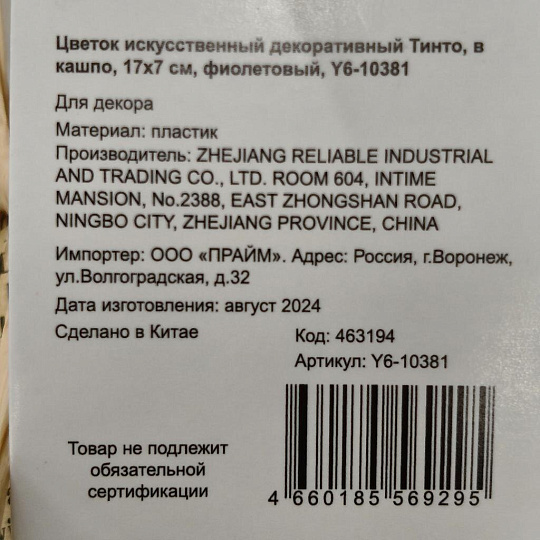 Цветок искусственный декоративный Тинто, в
кашпо, 17х7 см, фиолетовый, Y6-10381
Для декора
Материал: пластик
Производитель: ZHEJIANG RELIABLE INDUSTRIAL
AND TRADING CO., LTD. ROOM 604, INTIME
MANSION, No.2388, EAST ZHONGSHAN ROAD,
NINGBO CITY, ZHEJIANG PROVINCE, CHINA
Импортер: ООО «ПРАЙМ». Адрес: Россия, г.Воронеж,
ул.Волгоградская, д.32
Дата изготовления: август 2024
Сделано в Китае
Код: 463194
Артикул: Y6-10381
Товар не подлежит
обязательной
сертификации
4 660185 569295